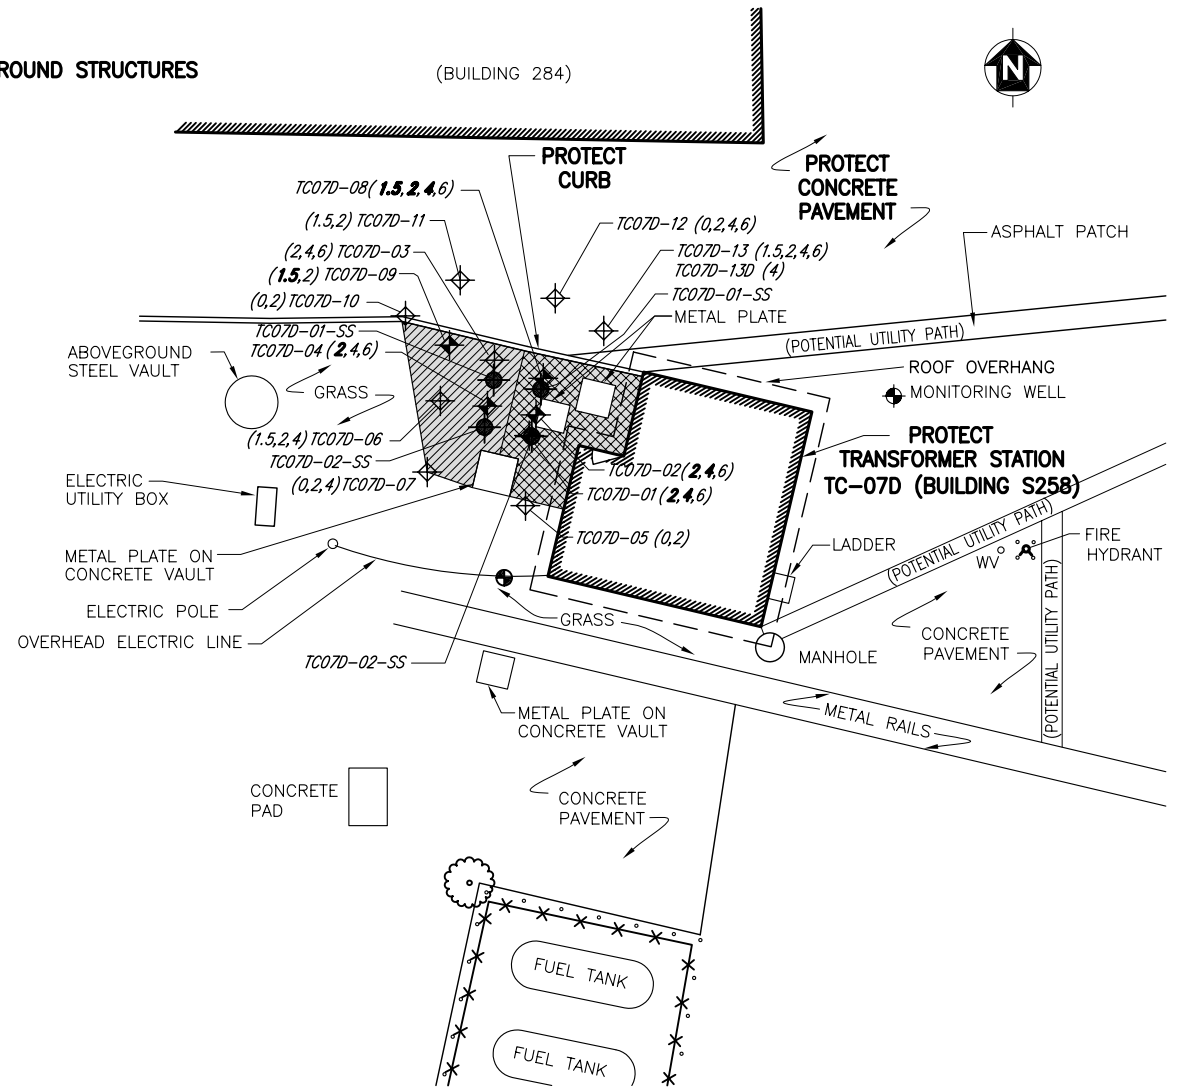 ROUND STRUCTURES
(BUILDING 284)
N
PROTECT
CURB
PROTECT
CONCRETE
PAVEMENT
TC07D-08(1.5,2,4,6)
(1.5,2) TC07D-11
TC07D-12 (0,2,4,6)
ASPHALT PATCH
(2,4,6) TC07D-03
TC07D-13 (1.5,2,4,6)
(1.5,2) TC07D-09
TC07D-13D (4)
(0,2) TC07D-10
TC07D-01-SS
METAL PLATE
TC07D-01-SS
(POTENTIAL UTILITY PATH)
ABOVEGROUND
STEEL VAULT
TC07D-04 (2,4,6)
ROOF OVERHANG
GRASS
MONITORING WELL
(1.5,2,4) TC07D-06
PROTECT
TRANSFORMER STATION
TC-07D (BUILDING S258)
TC07D-02-SS
TC07D-02(2,4,6)
(0,2,4) TC07D-07
ELECTRIC
UTILITY BOX
TC07D-01 (2,4,6)
TC07D-05 (0,2)
(POTENTIAL UTILITY PATH)
FIRE
HYDRANT
LADDER
WV
METAL PLATE ON
CONCRETE VAULT
ELECTRIC POLE
GRASS
OVERHEAD ELECTRIC LINE
CONCRETE
PAVEMENT
(POTENTIAL UTILITY PATH)
TC07D-02-SS
MANHOLE
METAL PLATE ON
CONCRETE VAULT
METAL RAILS
CONCRETE
PAD
CONCRETE
PAVEMENT
FUEL TANK
FUEL TANK